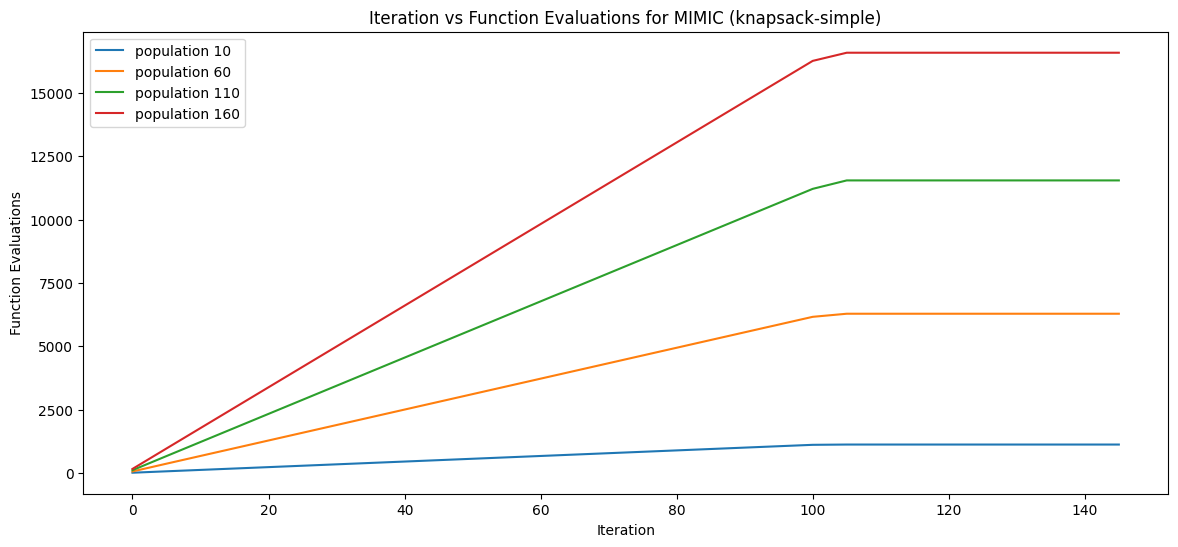 Iteration vs Function Evaluations for MIMIC (knapsack-simple)
population 10
population 60
population 110
population 160
Function Evaluations
15000
12500
10000
7500
5000
2500
0
0 20 40 60 80 100 120 140
Iteration